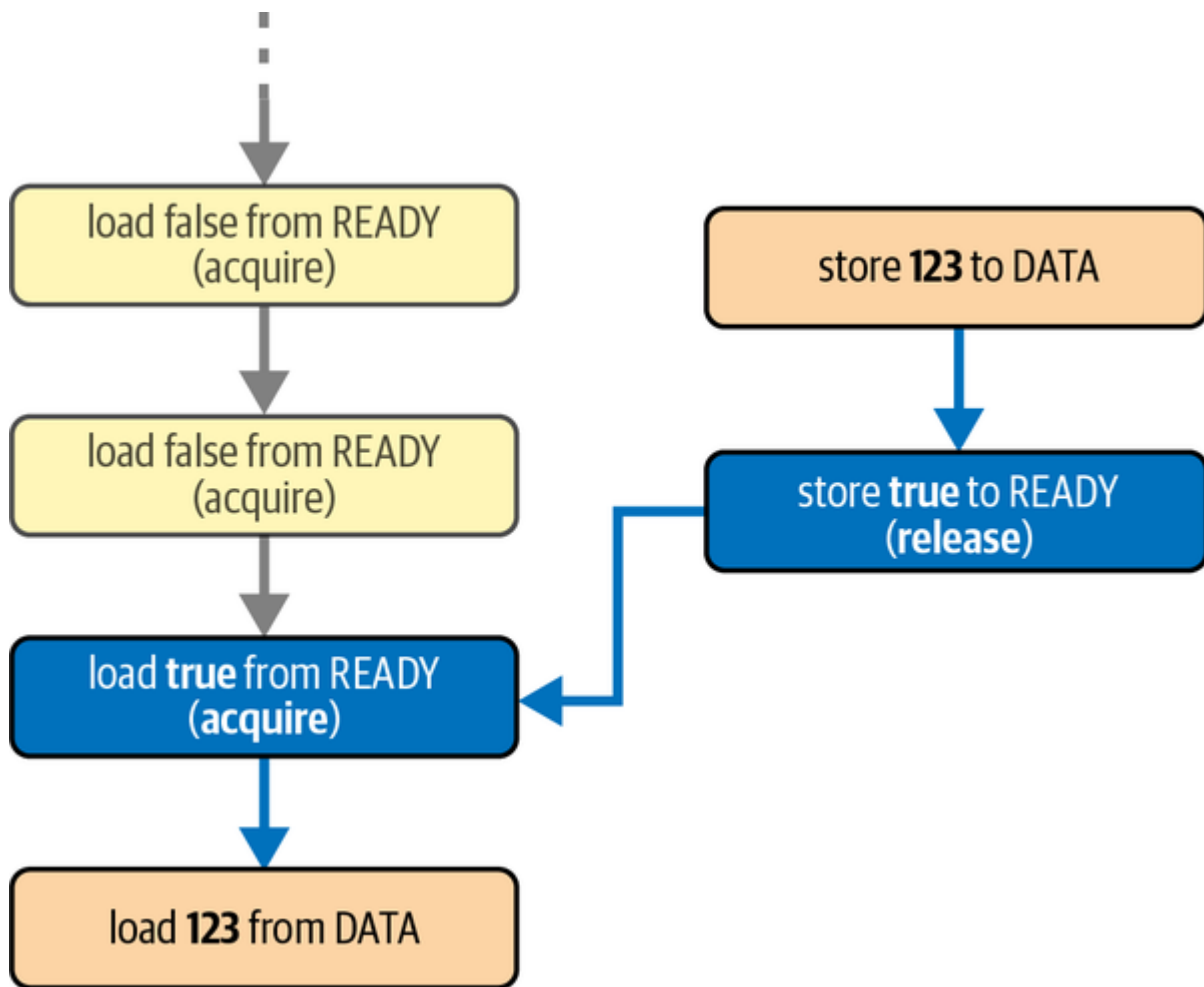 load false from READY
(acquire)
store 123 to DATA
load false from READY
(acquire)
store true to READY
(release)
load true from READY
(acquire)
load 123 from DATA